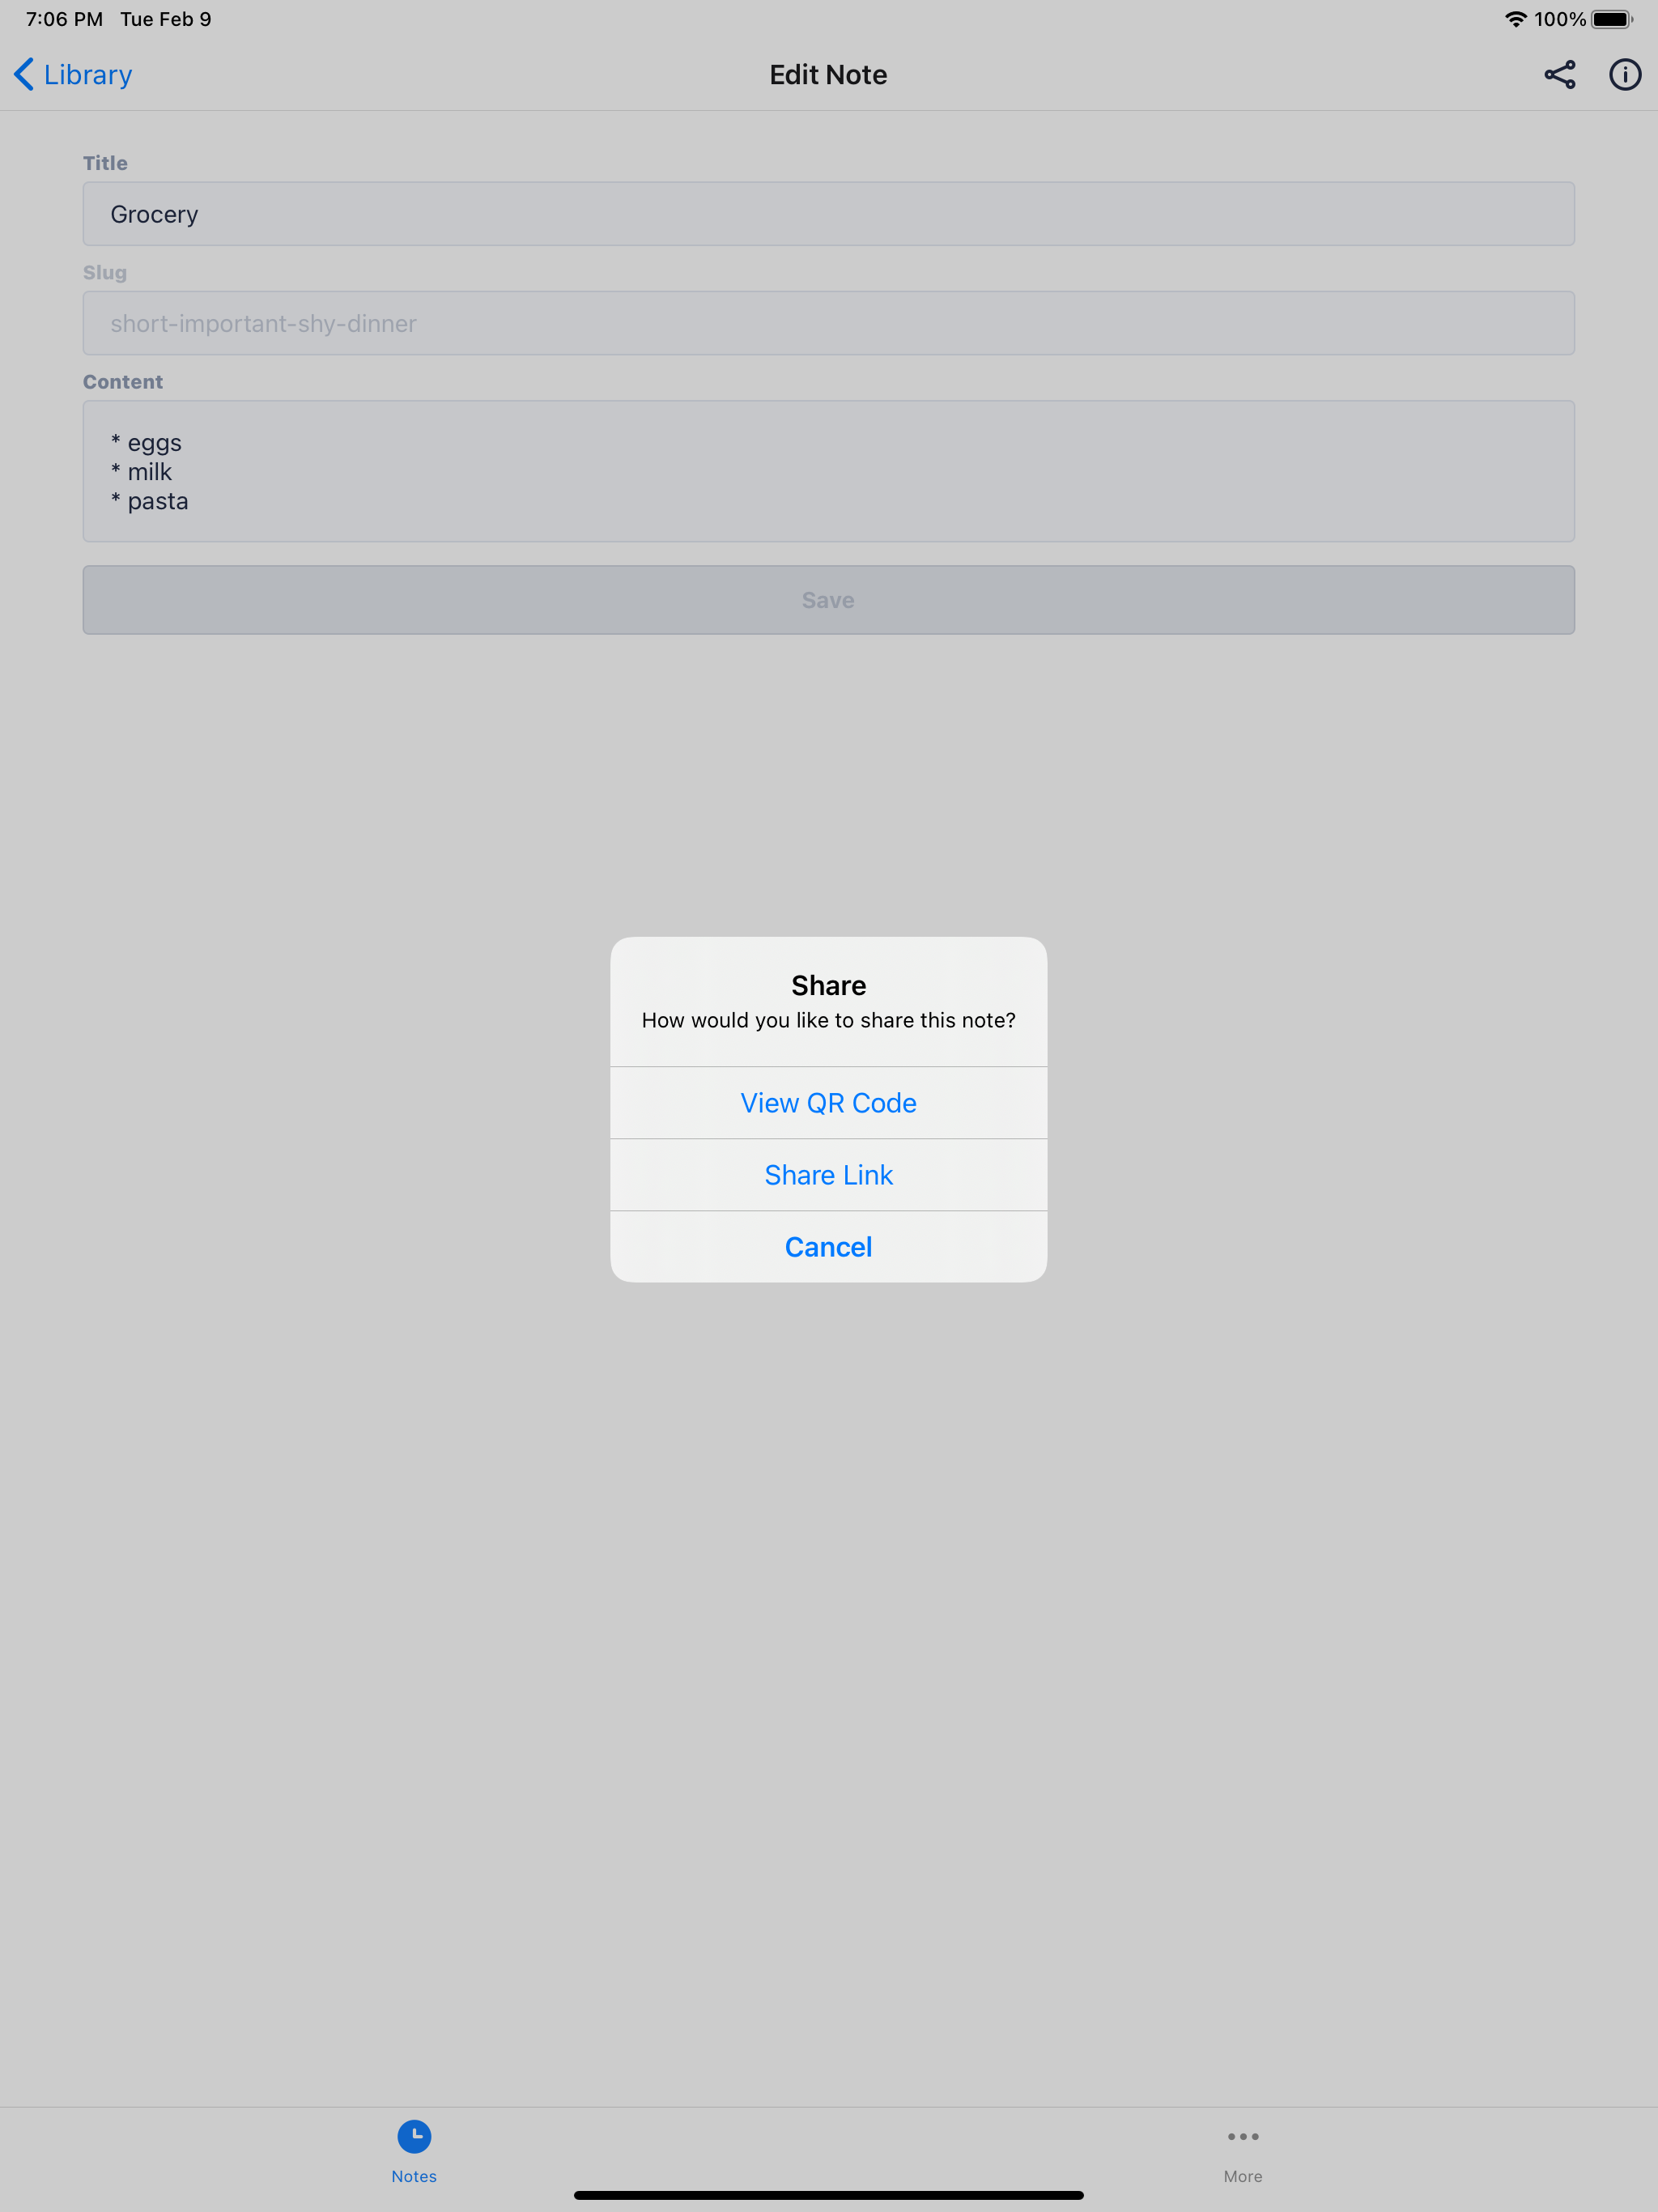 7:06 PM Tue Feb 9 100%
Library Edit Note
Title
Grocery
Slug
short-important-shy-dinner
Content
* eggs
* milk
* pasta
Save
Share
How would you like to share this note?
View QR Code
Share Link
Cancel
Notes More